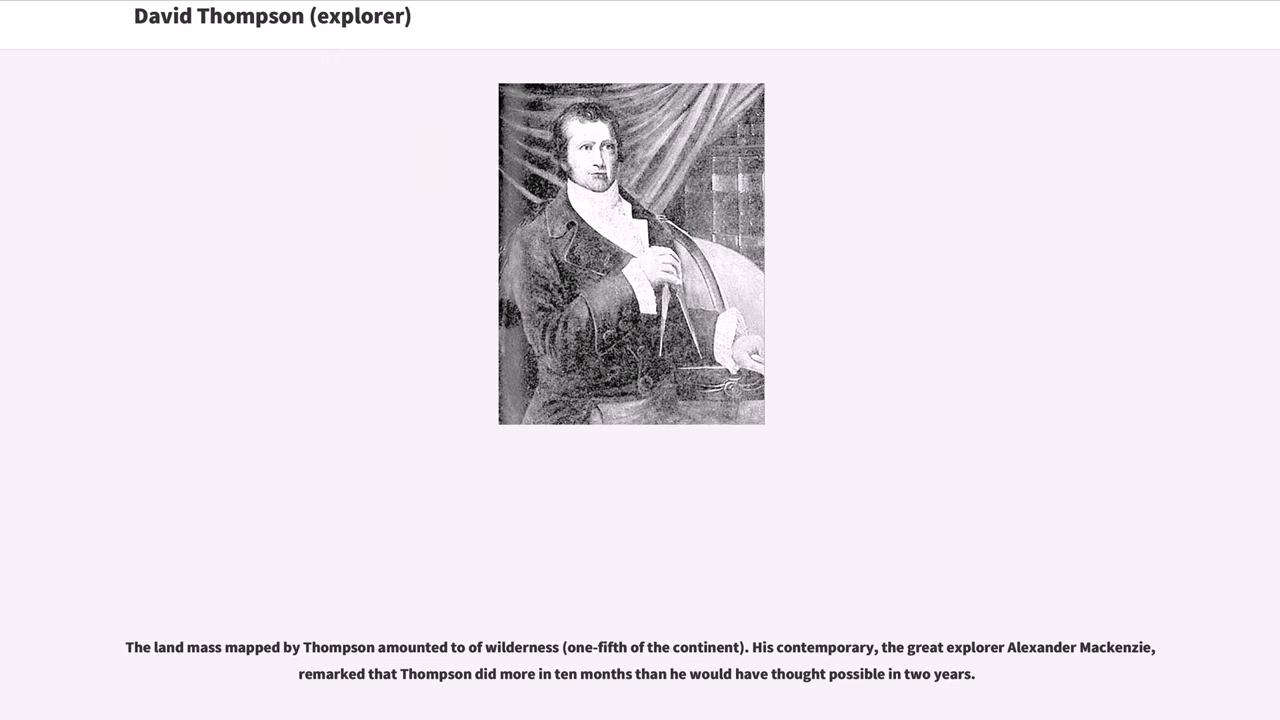 David Thompson (explorer)
The land mass mapped by Thompson amounted to of wilderness (one-fifth of the continent). His contemporary, the great explorer Alexander Mackenzie,
remarked that Thompson did more in ten months than he would have thought possible in two years.